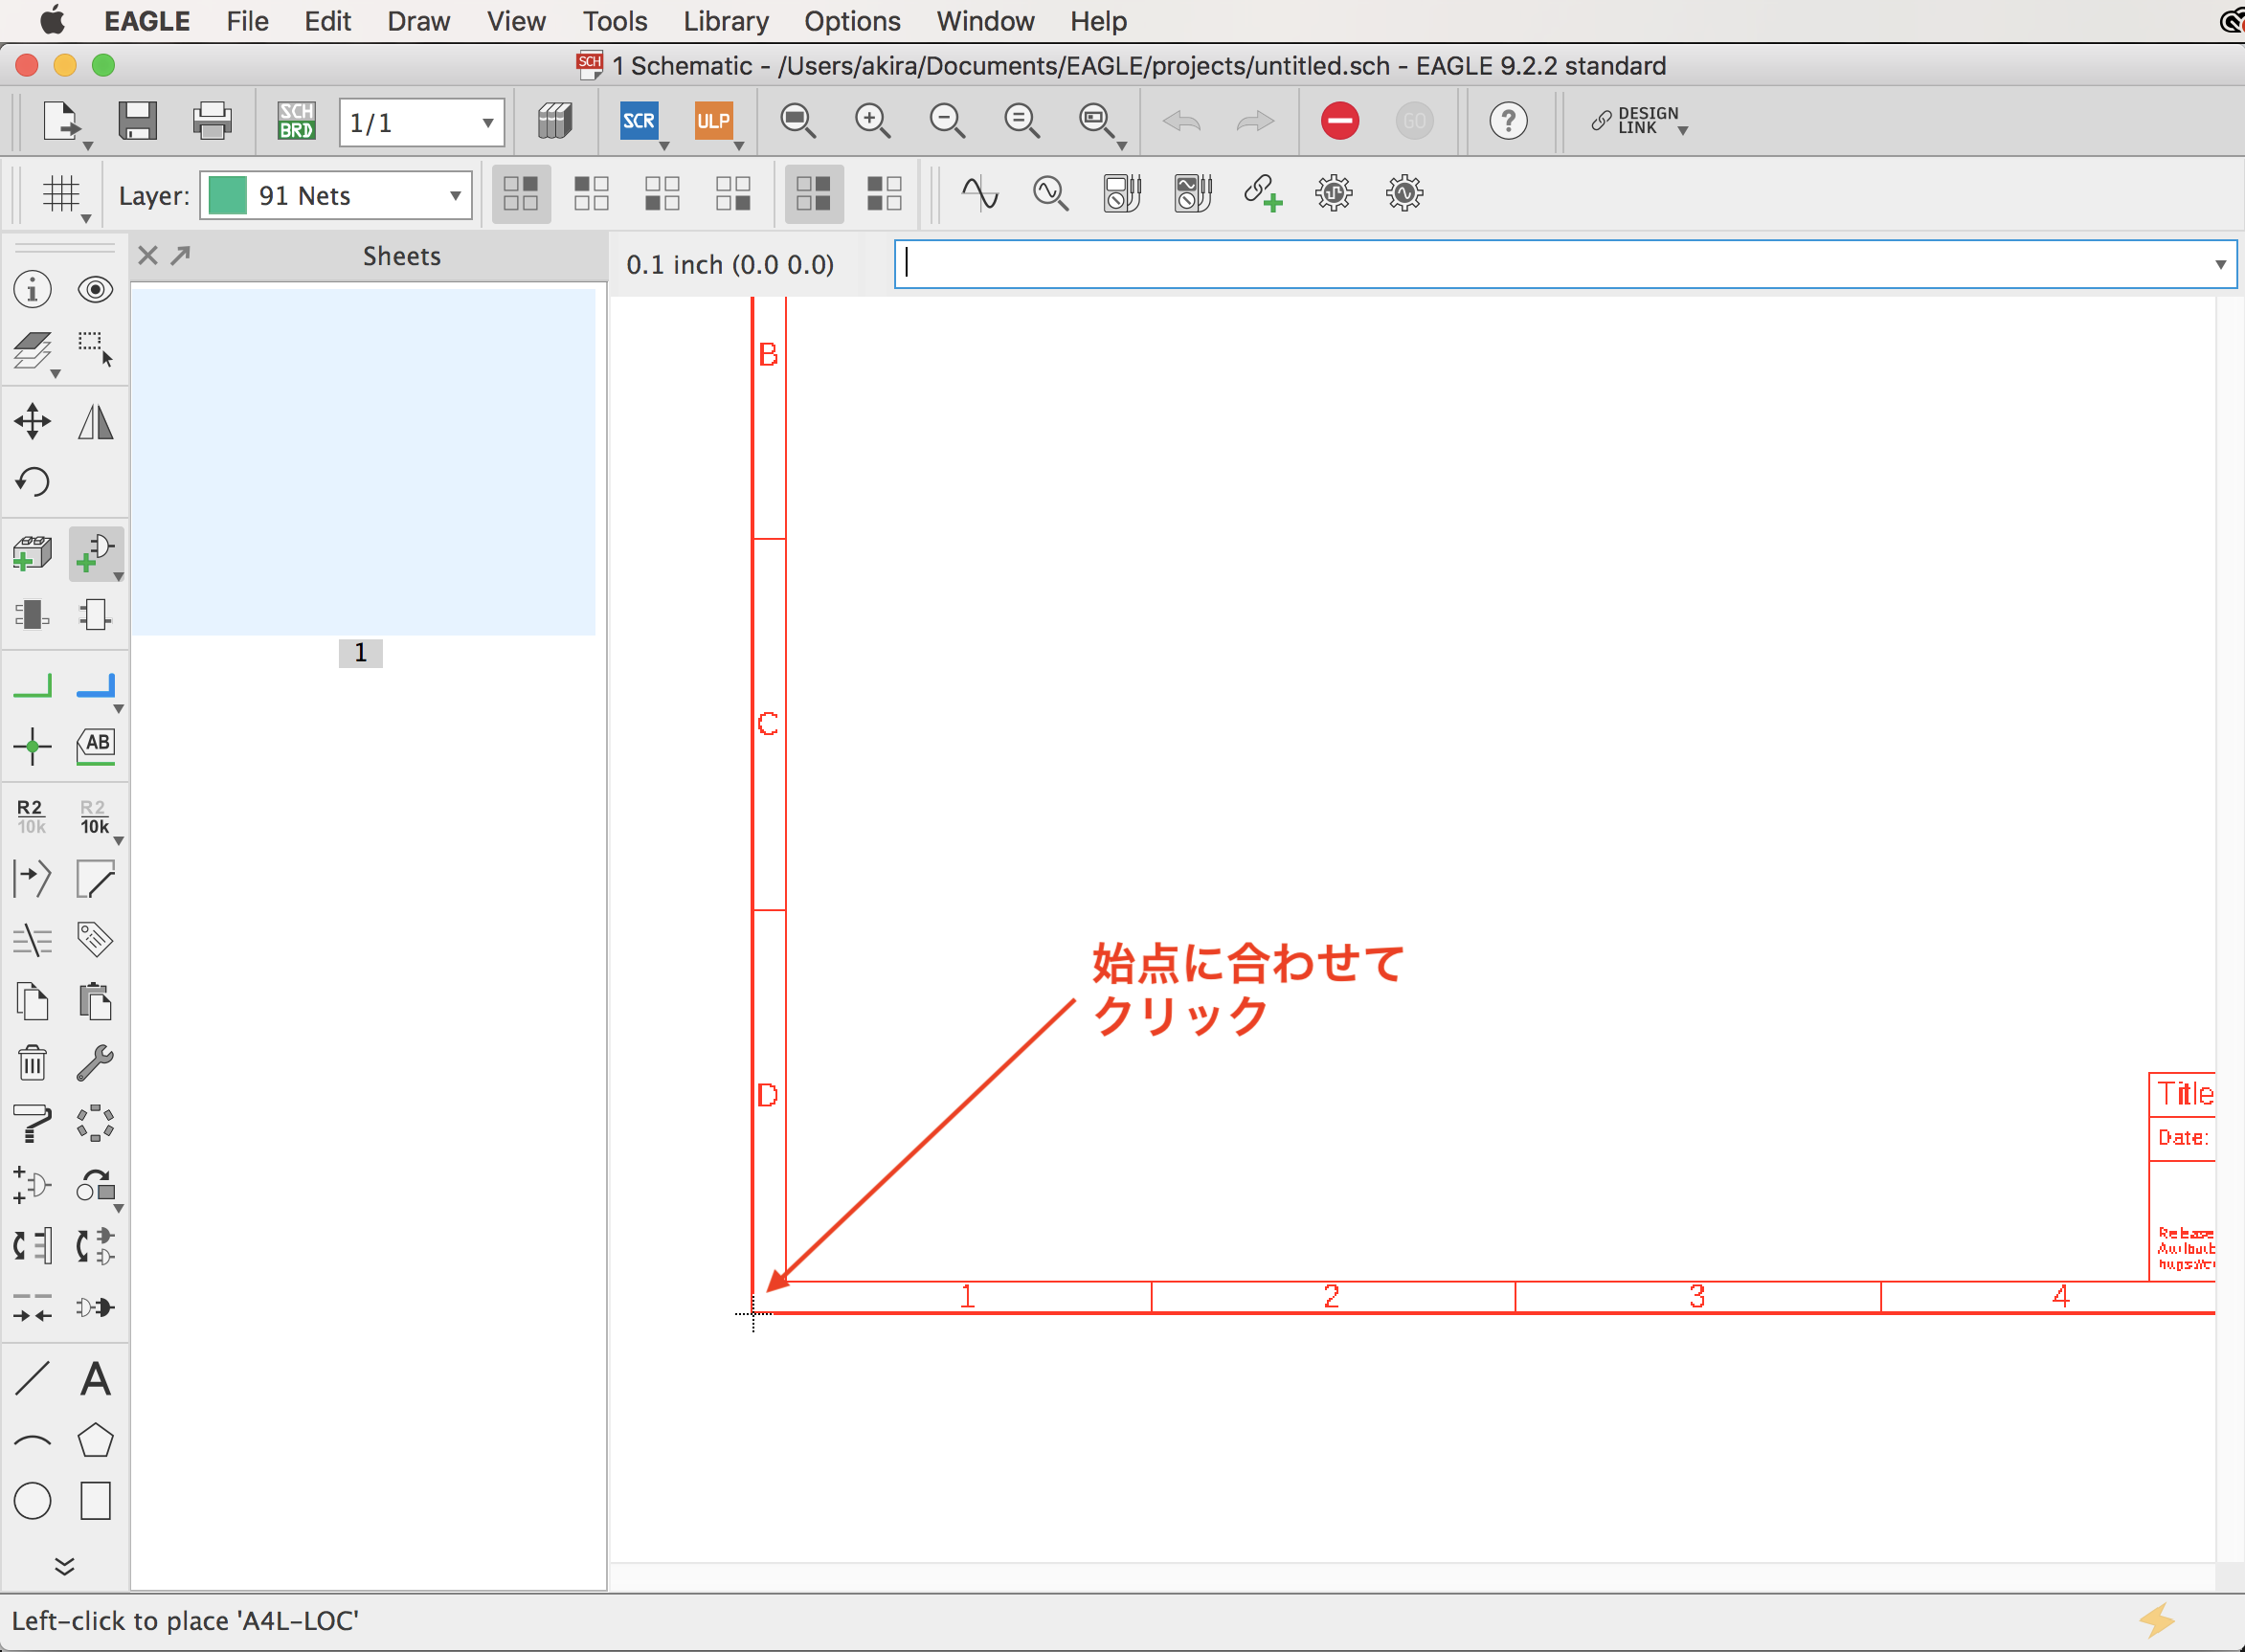 EAGLE File Edit Draw View Tools Library Options Window Help
SCH 1 Schematic - /Users/akira/Documents/EAGLE/projects/untitled.sch - EAGLE 9.2.2 standard
SCH BRD 1/1 SCR ULP GO ? DESIGN LINK
Layer: 91 Nets
Sheets
0.1 inch (0.0 0.0)
1
B
C
D
始点に合わせて
クリック
AB
R2 10k R2 10k
A
Title
Date:
Release
1 2 3 4
Left-click to place 'A4L-LOC'